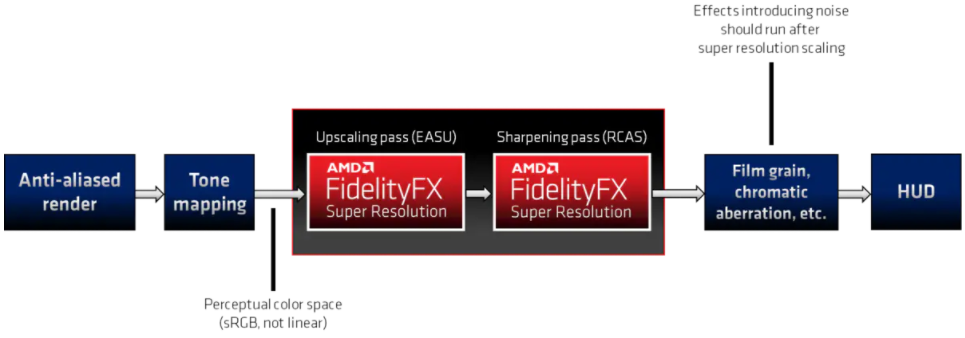 Effects introducing noise
should run after
super resolution scaling
Upscaling pass (EASU)
Sharpening pass (RCAS)
Anti-aliased
render
Tone
mapping
AMD
FidelityFX
Super Resolution
AMD
FidelityFX
Super Resolution
Film grain,
chromatic
aberration, etc.
HUD
Perceptual color space
(sRGB, not linear)